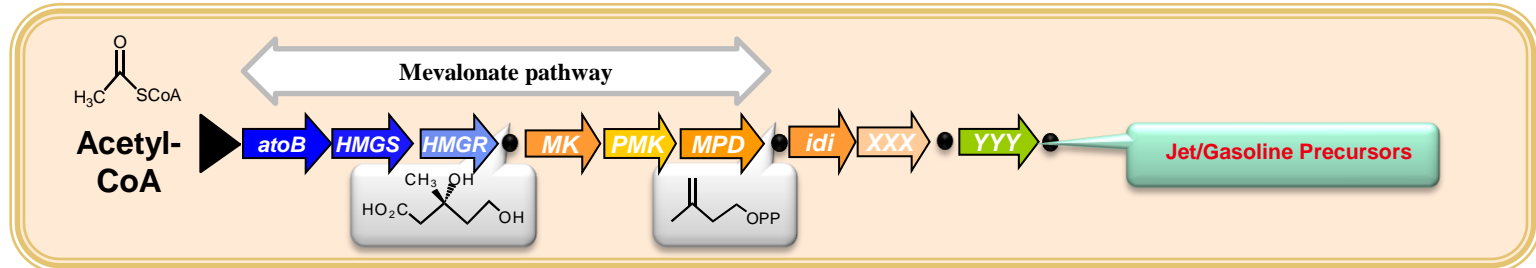 O
H₃C
SCoA
Mevalonate pathway
Acetyl-
CoA
atoB
HMGS
HMGR
MK
PMK
MPD
idi
XXX
YYY
Jet/Gasoline Precursors
CH₃ OH
HO₂C
OH
OPP